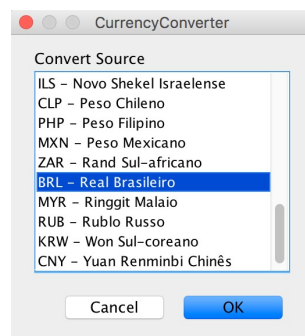 CurrencyConverter
Convert Source
ILS – Novo Shekel Israelense
CLP – Peso Chileno
PHP – Peso Filipino
MXN – Peso Mexicano
ZAR – Rand Sul–africano
BRL – Real Brasileiro
MYR – Ringgit Malaio
RUB – Rublo Russo
KRW – Won Sul–coreano
CNY – Yuan Renminbi Chinês
Cancel OK